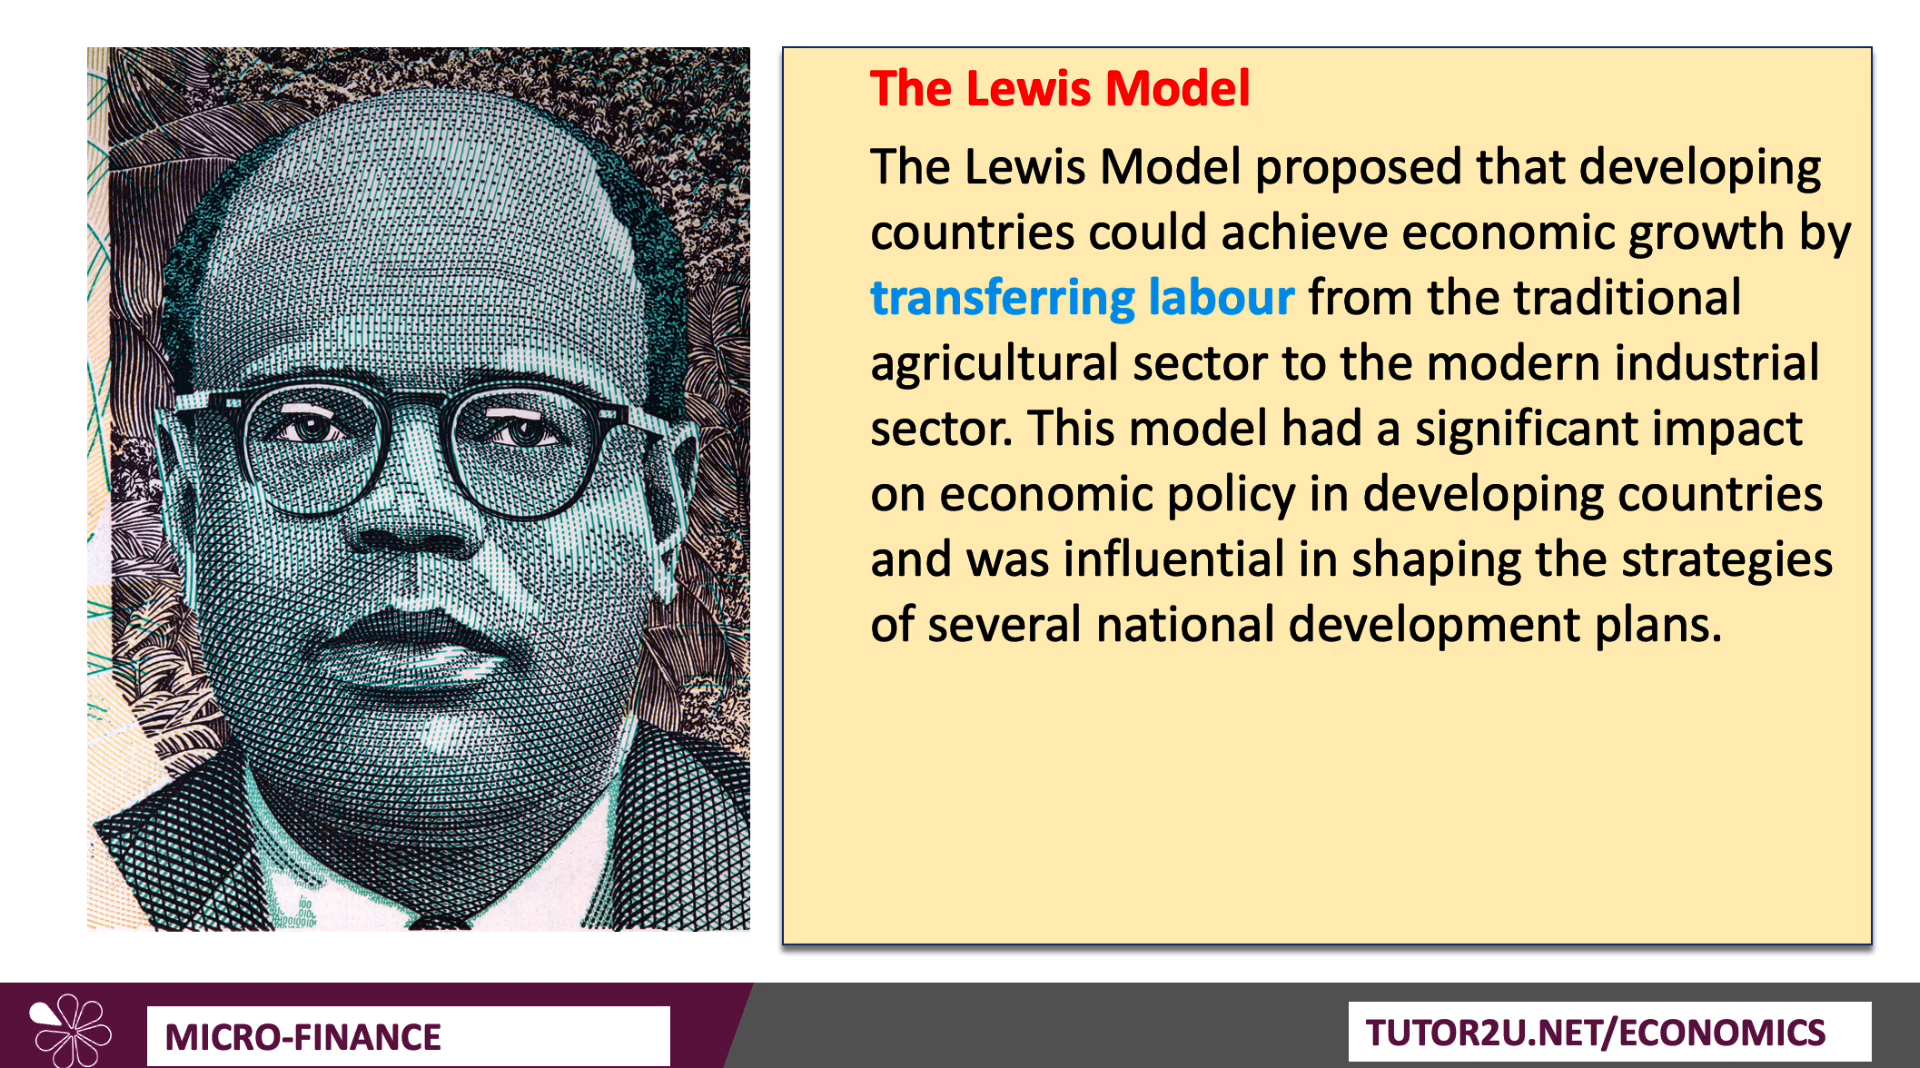 The Lewis Model
The Lewis Model proposed that developing
countries could achieve economic growth by
transferring labour from the traditional
agricultural sector to the modern industrial
sector. This model had a significant impact
on economic policy in developing countries
and was influential in shaping the strategies
of several national development plans.
MICRO-FINANCE
TUTOR2U.NET/ECONOMICS